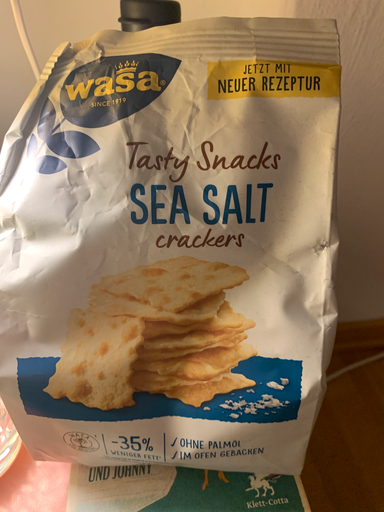 wasa
SINCE 1919
JETZT MIT
NEUER REZEPTUR
Tasty Snacks
SEA SALT
crackers
-35%
WENIGER FETT*
✓ OHNE PALMÖL
✓ IM OFEN GEBACKEN
UND JOHNNY
Klett-Cotta